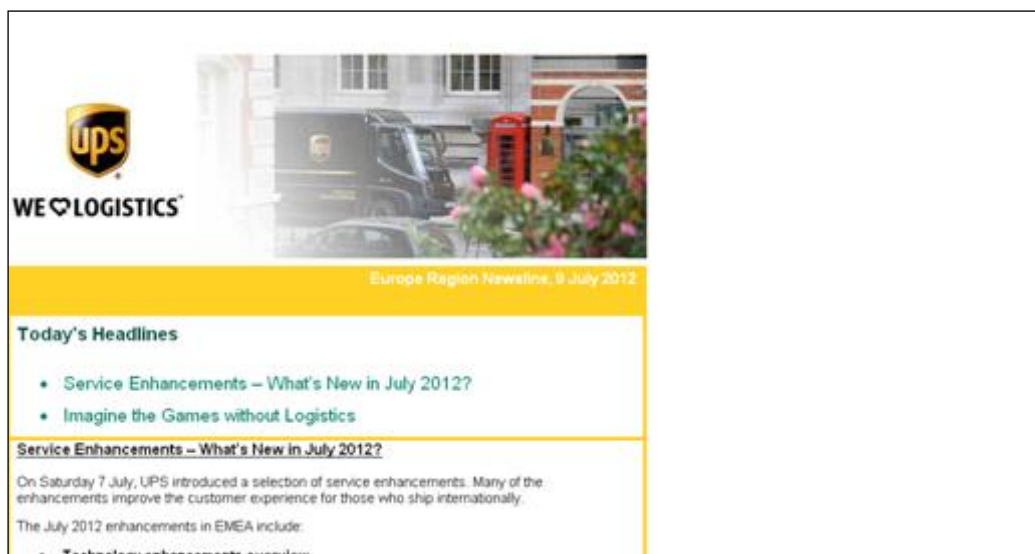 ups
WE ♡ LOGISTICS
Europe Region Newsline, 9 July 2012
Today's Headlines
• Service Enhancements – What's New in July 2012?
• Imagine the Games without Logistics
Service Enhancements – What's New in July 2012?
On Saturday 7 July, UPS introduced a selection of service enhancements. Many of the
enhancements improve the customer experience for those who ship internationally.
The July 2012 enhancements in EMEA include:
• Technology enhancements overview